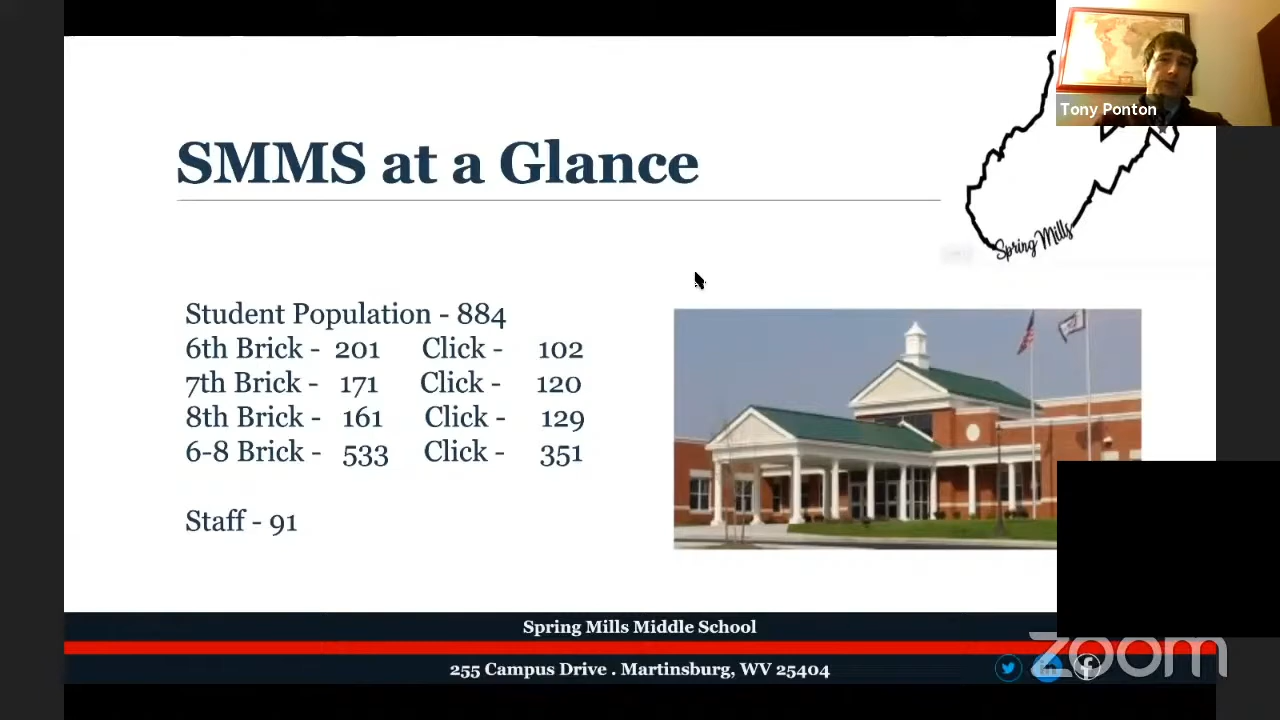 Tony Ponton
SMMS at a Glance
Spring Mills
Student Population - 884
6th Brick - 201 Click - 102
7th Brick - 171 Click - 120
8th Brick - 161 Click - 129
6-8 Brick - 533 Click - 351
Staff - 91
Spring Mills Middle School
255 Campus Drive . Martinsburg, WV 25404
zoom